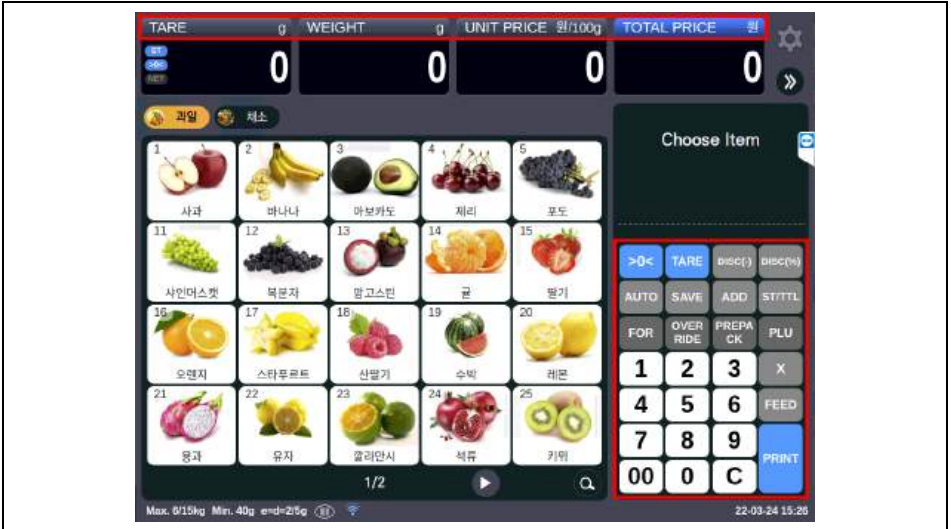 TARE g WEIGHT g UNIT PRICE 원/100g TOTAL PRICE 원
ST
>0<
NET
0 0 0 0
과일 채소
Choose Item
1 2 3 4 5
사과 바나나 아보카도 체리 포도
11 12 13 14 15
샤인머스캣 복분자 망고스틴 귤 딸기
16 17 18 19 20
오렌지 스타푸르트 산딸기 수박 레몬
21 22 23 24 25
용과 유자 깔라만시 석류 키위
1/2
>0< TARE DISC(-) DISC(%)
AUTO SAVE ADD ST/TTL
FOR OVER RIDE PREPA CK PLU
1 2 3 X
4 5 6 FEED
7 8 9 PRINT
00 0 C
Max. 6/15kg Min. 40g e=d=2/5g 22-03-24 15:26